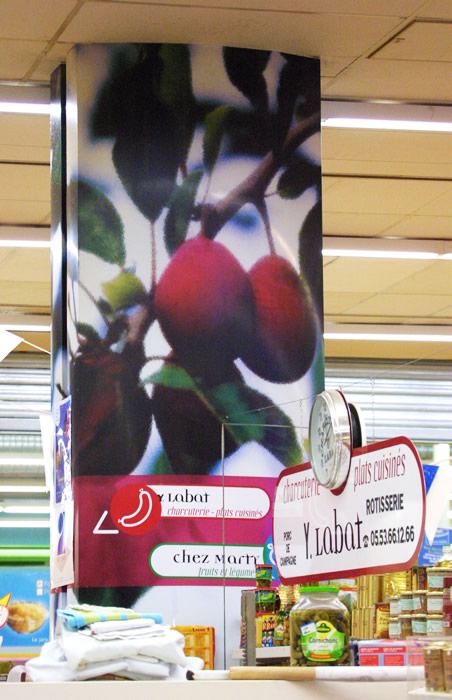 Y. Labat
charcuterie - plats cuisinés
chez Marty
fruits et légumes
charcuterie plats cuisinés
ROTISSERIE
PORC
DE
CAMPAGNE
Y. Labat
05.53.66.12.66